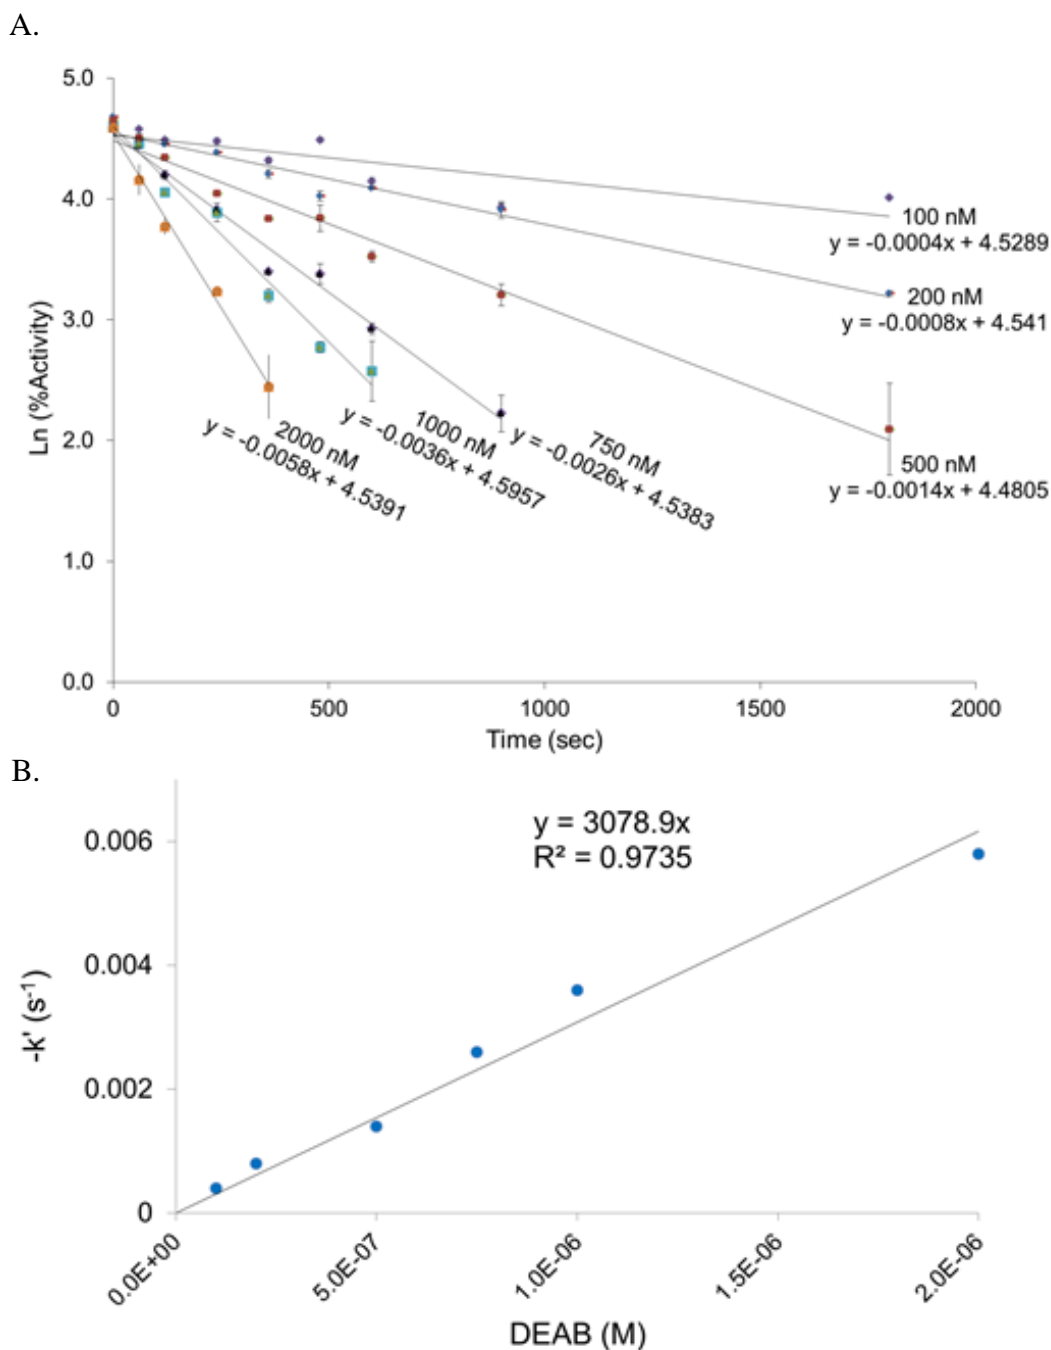 A.
5.0
4.0
3.0
2.0
1.0
0.0
Ln (%Activity)
100 nM
y = -0.0004x + 4.5289
200 nM
y = -0.0008x + 4.541
500 nM
y = -0.0014x + 4.4805
750 nM
y = -0.0026x + 4.5383
1000 nM
y = -0.0036x + 4.5957
2000 nM
y = -0.0058x + 4.5391
0 500 1000 1500 2000
Time (sec)
B.
y = 3078.9x
R² = 0.9735
0.006
0.004
0.002
0
-k' (s⁻¹)
0.0E+00 5.0E-07 1.0E-06 1.5E-06 2.0E-06
DEAB (M)